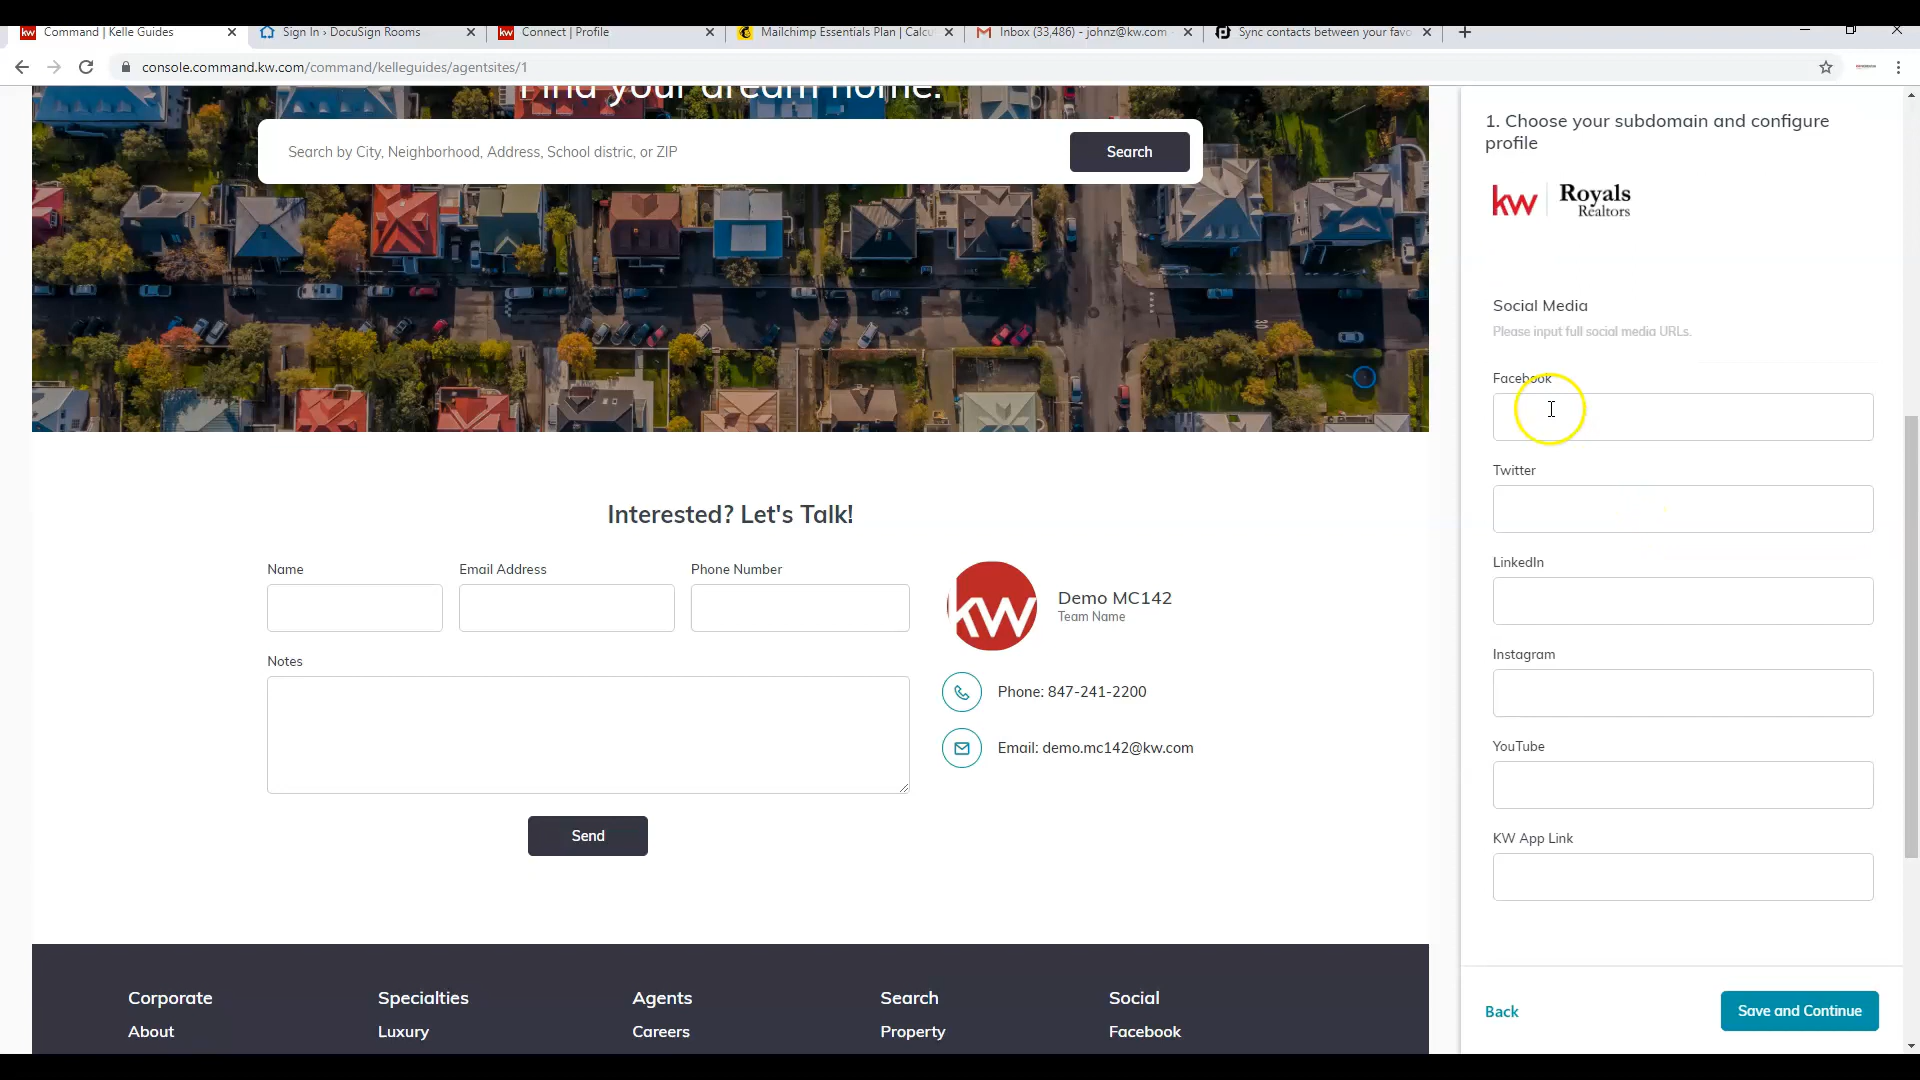 Command | Kelle Guides
Sign In › DocuSign Rooms
Connect | Profile
Mailchimp Essentials Plan | Calcu
Inbox (33,486) - johnz@kw.com
Sync contacts between your favo
console.command.kw.com/command/kelleguides/agentsites/1
Find your dream home.
Search by City, Neighborhood, Address, School distric, or ZIP
Search
Interested? Let's Talk!
Name
Email Address
Phone Number
Notes
Send
kw
Demo MC142
Team Name
Phone: 847-241-2200
Email: demo.mc142@kw.com
Corporate
About
Specialties
Luxury
Agents
Careers
Search
Property
Social
Facebook
1. Choose your subdomain and configure
profile
kw Royals
Realtors
Social Media
Please input full social media URLs.
Facebook
Twitter
LinkedIn
Instagram
YouTube
KW App Link
Back
Save and Continue